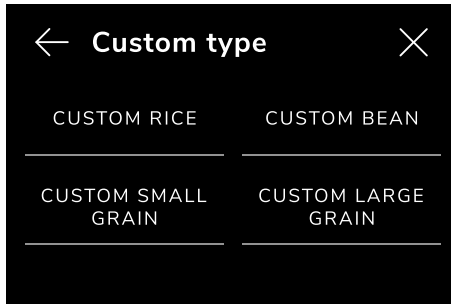 Custom type
CUSTOM RICE
CUSTOM BEAN
CUSTOM SMALL
GRAIN
CUSTOM LARGE
GRAIN